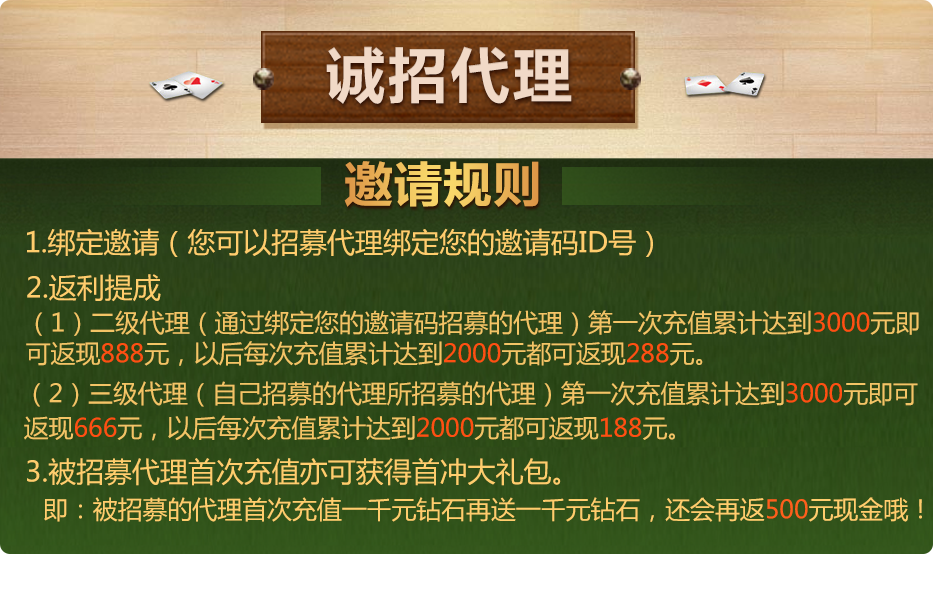 诚招代理
邀请规则
1.绑定邀请（您可以招募代理绑定您的邀请码ID号）
2.返利提成
（1）二级代理（通过绑定您的邀请码招募的代理）第一次充值累计达到3000元即
可返现888元，以后每次充值累计达到2000元都可返现288元。
（2）三级代理（自己招募的代理所招募的代理）第一次充值累计达到3000元即可
返现666元，以后每次充值累计达到2000元都可返现188元。
3.被招募代理首次充值亦可获得首冲大礼包。
即：被招募的代理首次充值一千元钻石再送一千元钻石，还会再返500元现金哦！